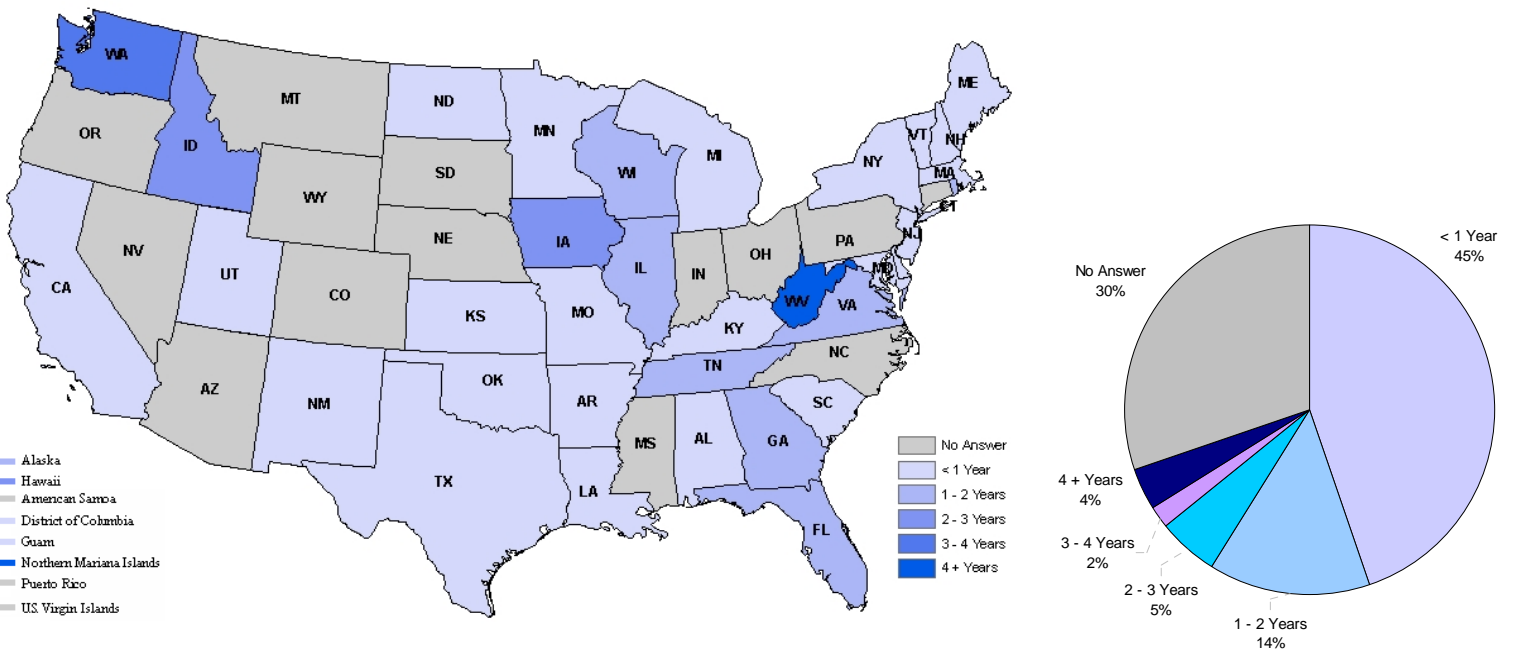 WA
OR
ID
MT
ND
MN
SD
WY
NE
NV
UT
CO
CA
KS
AZ
NM
OK
TX
IA
WI
MI
IL
IN
OH
MO
AR
LA
KY
TN
MS
AL
GA
FL
SC
NC
VA
WV
PA
NY
MD
NJ
CT
MA
VT
NH
ME
Alaska
Hawaii
American Samoa
District of Columbia
Guam
Northern Mariana Islands
Puerto Rico
U.S. Virgin Islands
No Answer
< 1 Year
1 - 2 Years
2 - 3 Years
3 - 4 Years
4 + Years
< 1 Year
45%
No Answer
30%
4 + Years
4%
3 - 4 Years
2%
2 - 3 Years
5%
1 - 2 Years
14%